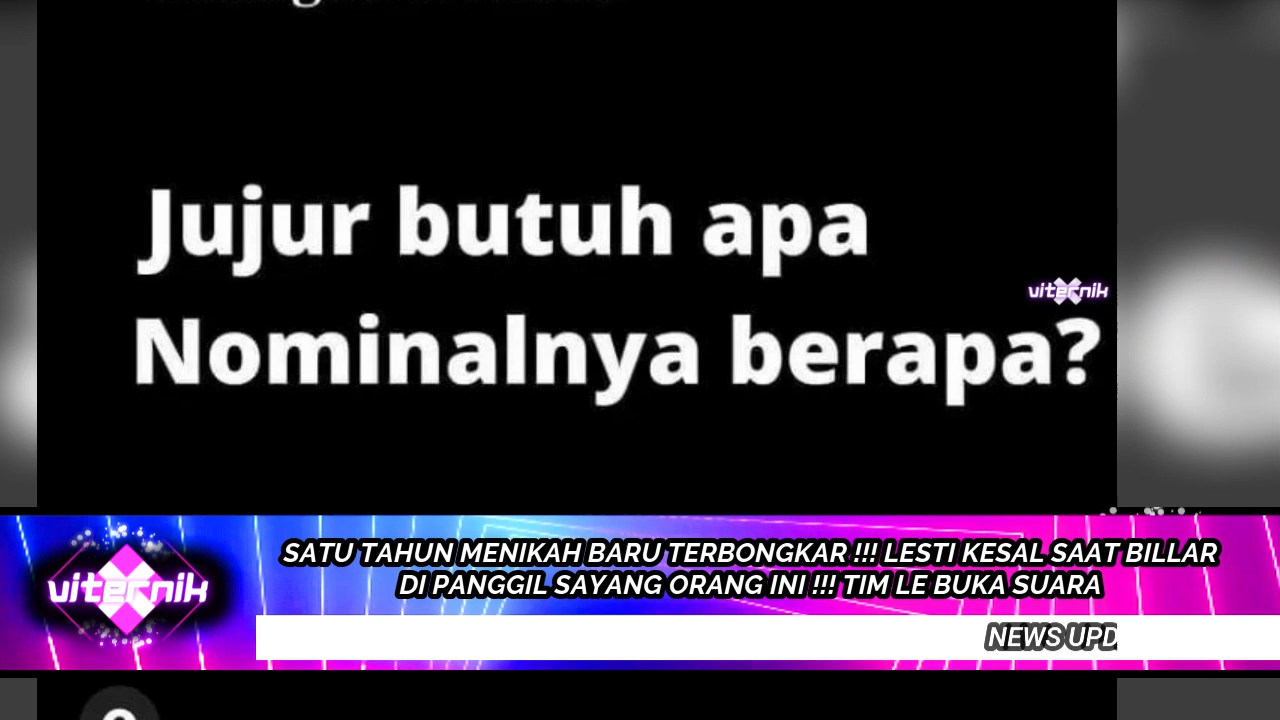 Jujur butuh apa
viternik
Nominalnya berapa?
SATU TAHUN MENIKAH BARU TERBONGKAR !!! LESTI KESAL SAAT BILLAR
DI PANGGIL SAYANG ORANG INI !!! TIM LE BUKA SUARA
viternik
NEWS UPD